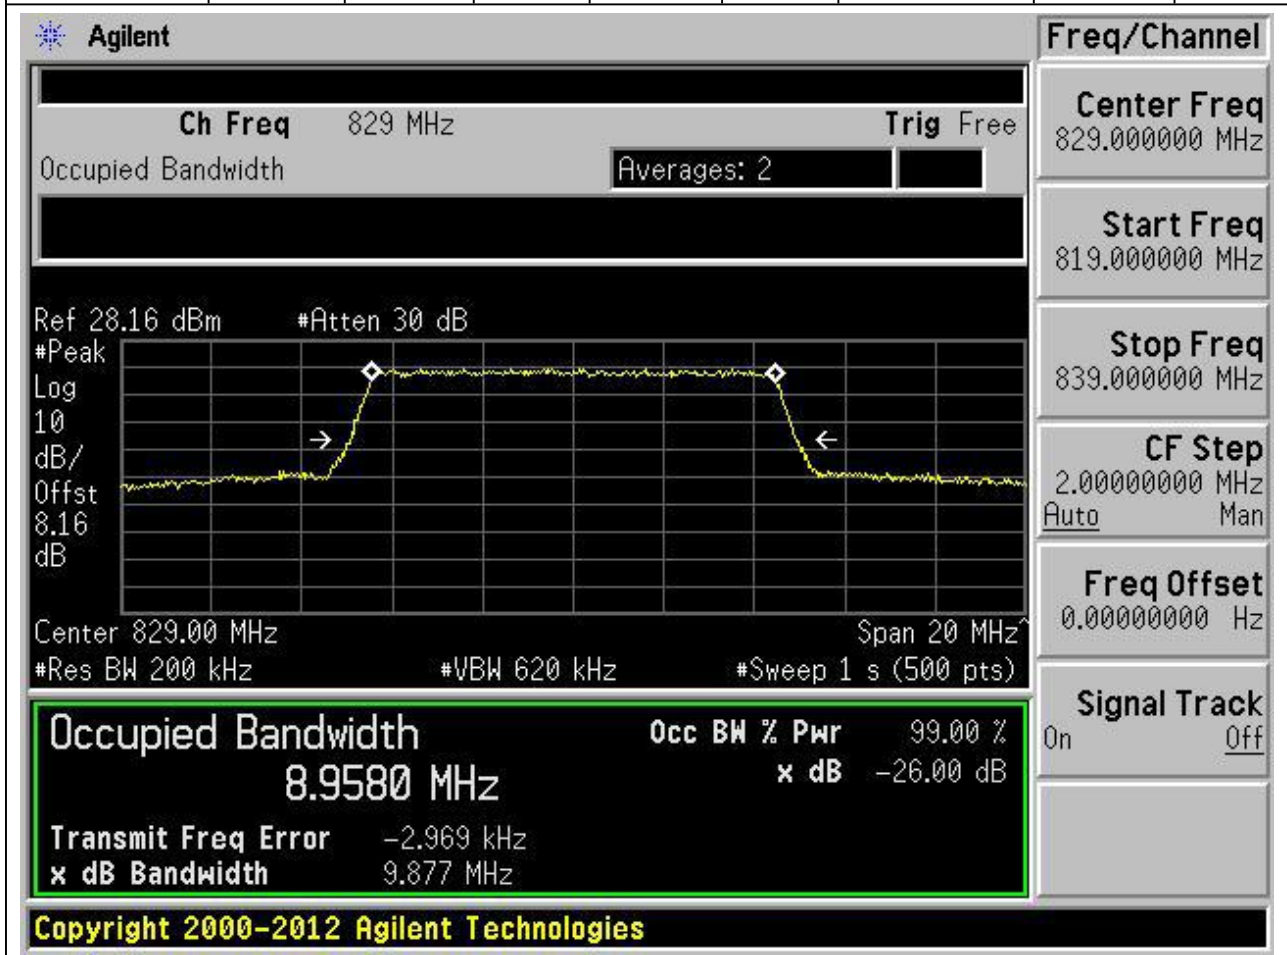 Agilent
Freq/Channel
Ch Freq 829 MHz
Trig Free
Occupied Bandwidth
Averages: 2
Center Freq
829.000000 MHz
Start Freq
819.000000 MHz
Stop Freq
839.000000 MHz
CF Step
2.00000000 MHz
Auto Man
Freq Offset
0.00000000 Hz
Signal Track
On Off
Ref 28.16 dBm #Atten 30 dB
#Peak
Log
10
dB/
Offst
8.16
dB
Center 829.00 MHz Span 20 MHz^
#Res BW 200 kHz #VBW 620 kHz #Sweep 1 s (500 pts)
Occupied Bandwidth
8.9580 MHz
Occ BW % Pwr 99.00 %
x dB -26.00 dB
Transmit Freq Error -2.969 kHz
x dB Bandwidth 9.877 MHz
Copyright 2000-2012 Agilent Technologies